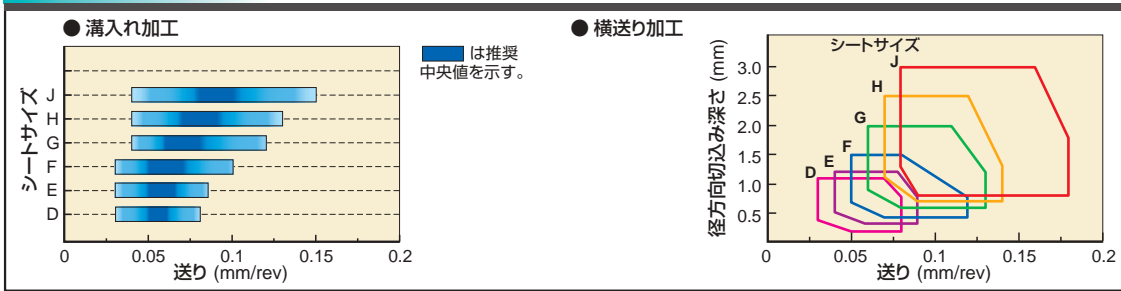 ● 溝入れ加工
は推奨
中央値を示す。
シートサイズ
J
H
G
F
E
D
0
0.05
0.1
0.15
0.2
送り (mm/rev)
● 横送り加工
シートサイズ
径方向切込み深さ (mm)
3.0
2.5
2.0
1.5
1.0
0.5
J
H
G
F
E
D
0
0.05
0.1
0.15
0.2
送り (mm/rev)